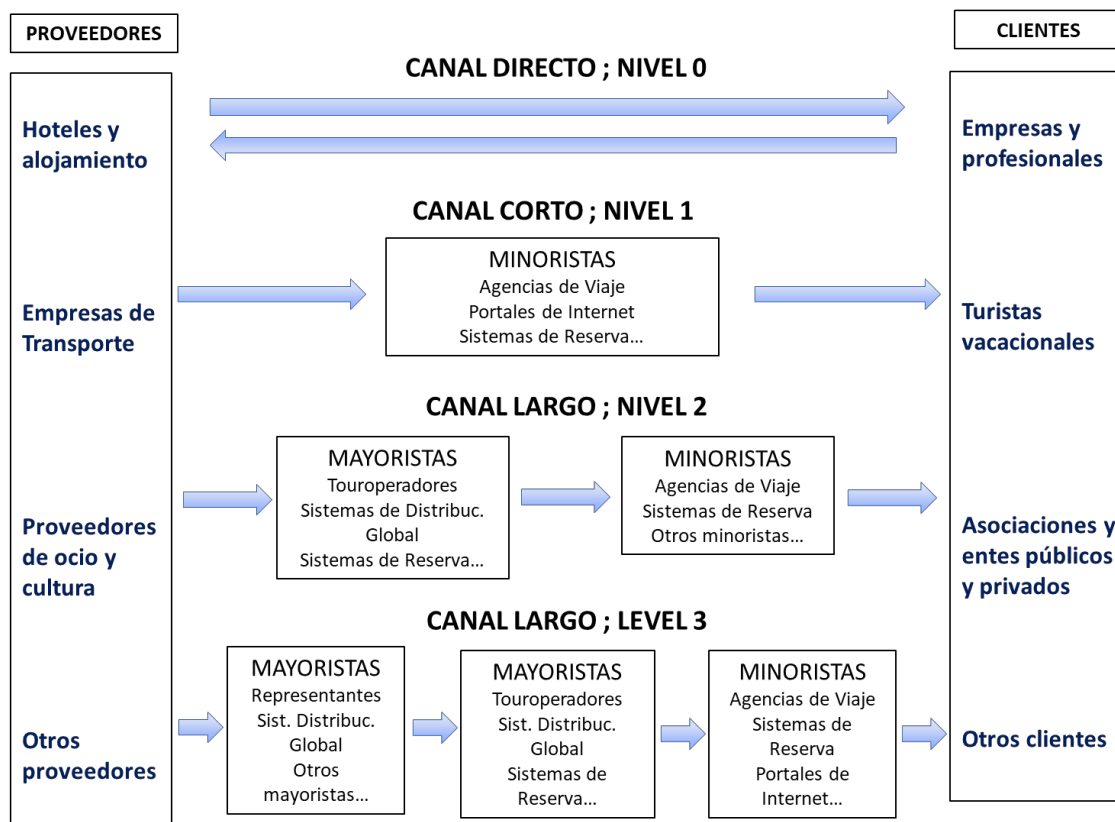 PROVEEDORES
Hoteles y
alojamiento
Empresas de
Transporte
Proveedores
de ocio y
cultura
Otros
proveedores
CANAL DIRECTO ; NIVEL 0
CANAL CORTO ; NIVEL 1
MINORISTAS
Agencias de Viaje
Portales de Internet
Sistemas de Reserva…
CANAL LARGO ; NIVEL 2
MAYORISTAS
Touroperadores
Sistemas de Distribuc.
Global
Sistemas de Reserva…
MINORISTAS
Agencias de Viaje
Sistemas de Reserva
Otros minoristas…
CANAL LARGO ; LEVEL 3
MAYORISTAS
Representantes
Sist. Distribuc.
Global
Otros
mayoristas…
MAYORISTAS
Touroperadores
Sist. Distribuc.
Global
Sistemas de
Reserva…
MINORISTAS
Agencias de Viaje
Sistemas de
Reserva
Portales de
Internet…
CLIENTES
Empresas y
profesionales
Turistas
vacacionales
Asociaciones y
entes públicos
y privados
Otros clientes